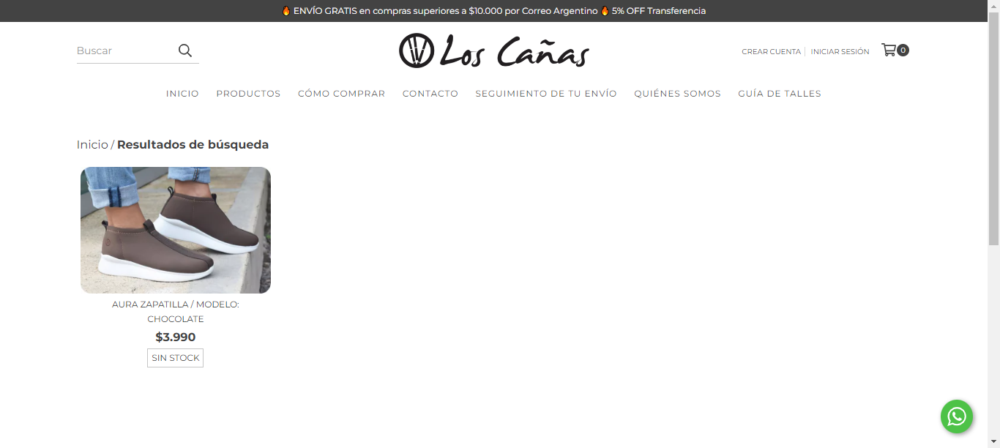 🔥 ENVÍO GRATIS en compras superiores a $10.000 por Correo Argentino 🔥 5% OFF Transferencia
Buscar
Los Cañas
CREAR CUENTA | INICIAR SESIÓN
0
INICIO PRODUCTOS CÓMO COMPRAR CONTACTO SEGUIMIENTO DE TU ENVÍO QUIÉNES SOMOS GUÍA DE TALLES
Inicio / Resultados de búsqueda
AURA ZAPATILLA / MODELO:
CHOCOLATE
$3.990
SIN STOCK